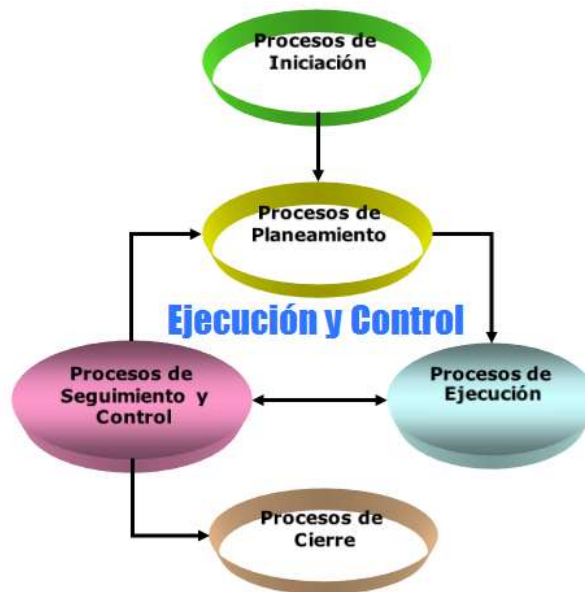 Procesos de
Iniciación
Procesos de
Planeamiento
Ejecución y Control
Procesos de
Seguimiento y
Control
Procesos de
Ejecución
Procesos de
Cierre